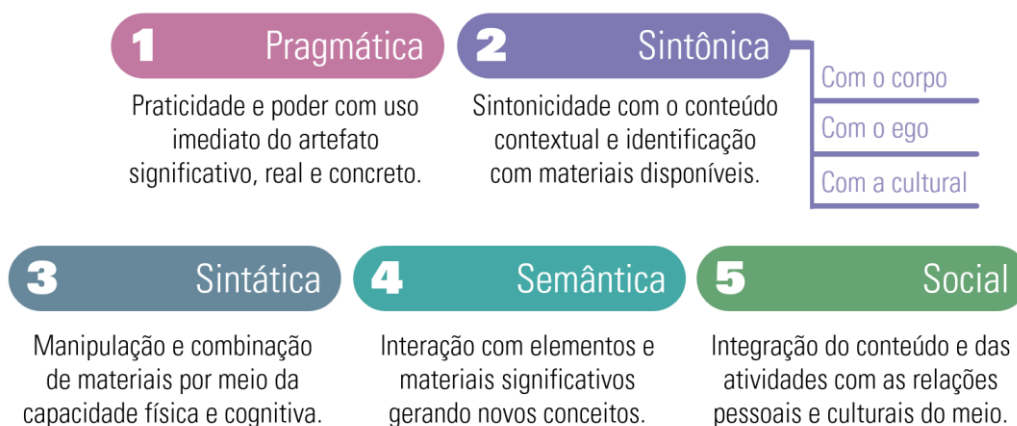 1 Pragmática
Praticidade e poder com uso
imediato do artefato
significativo, real e concreto.
2 Sintônica
Sintonicidade com o conteúdo
contextual e identificação
com materiais disponíveis.
Com o corpo
Com o ego
Com a cultural
3 Sintática
Manipulação e combinação
de materiais por meio da
capacidade física e cognitiva.
4 Semântica
Interação com elementos e
materiais significativos
gerando novos conceitos.
5 Social
Integração do conteúdo e das
atividades com as relações
pessoais e culturais do meio.